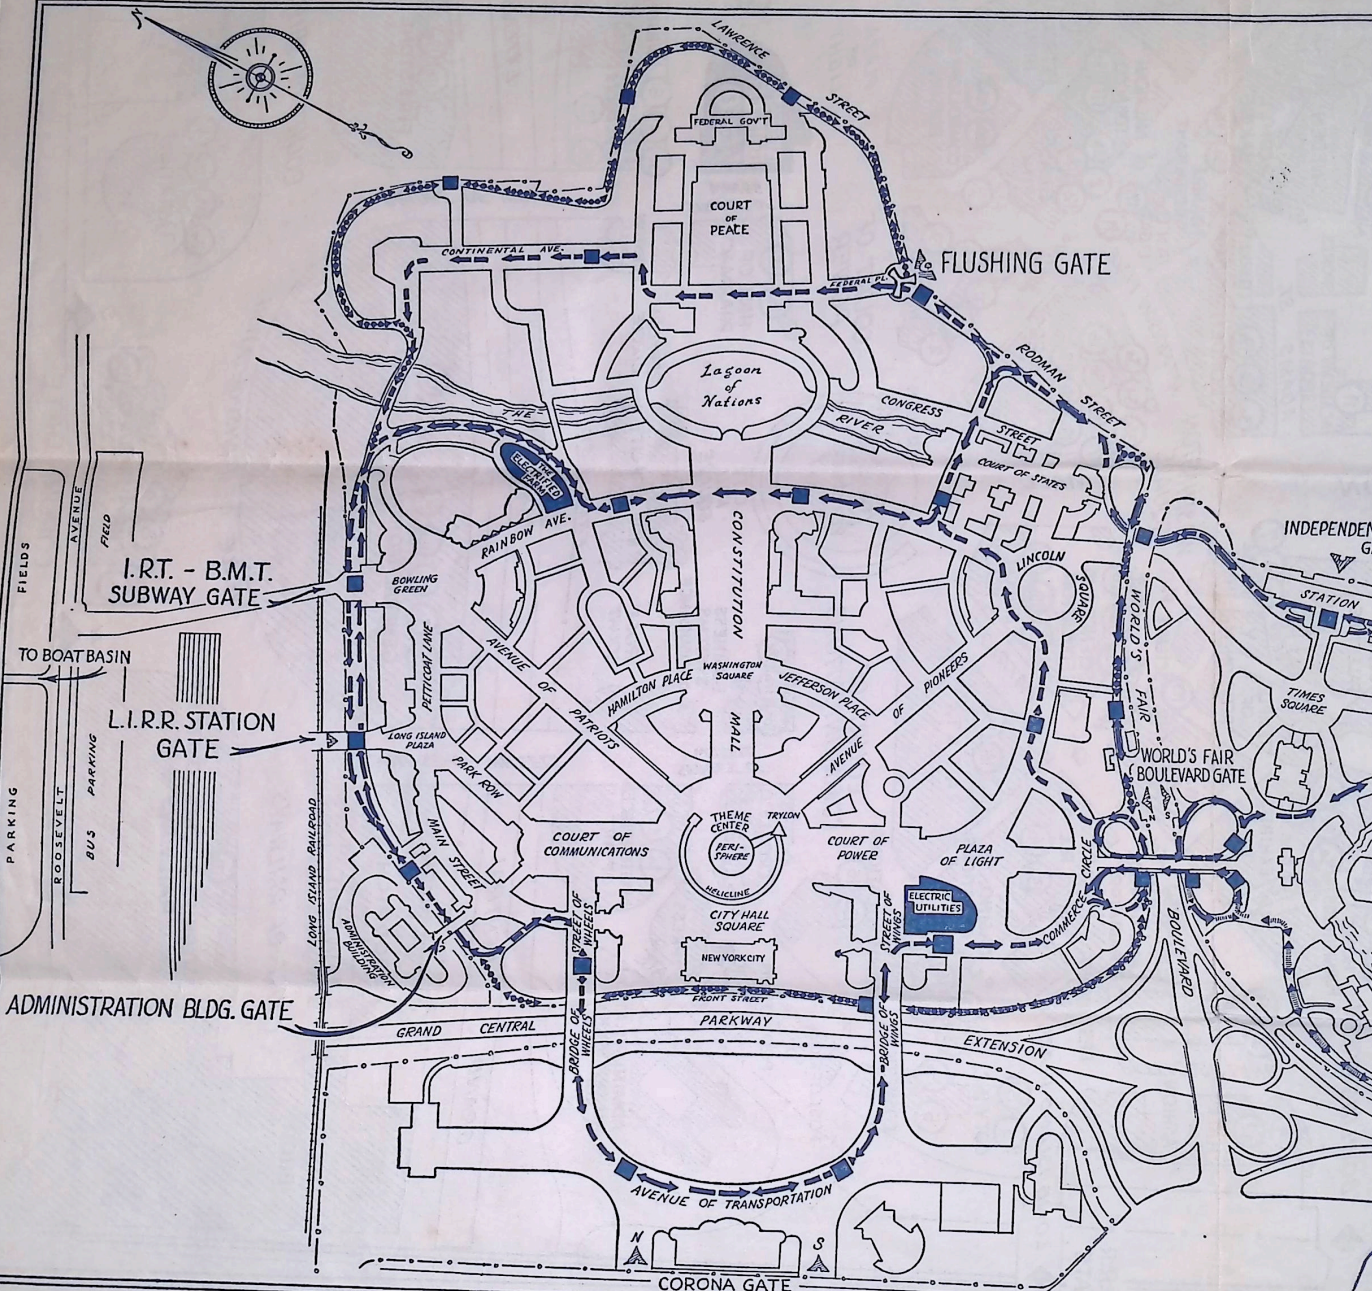 LAWRENCE
STREET
FEDERAL GOV'T
COURT
OF
PEACE
CONTINENTAL AVE.
FEDERAL PL.
FLUSHING GATE
RODMAN
STREET
Lagoon
of
Nations
THE
RIVER
CONGRESS
STREET
COURT OF STATES
THE
ELECTRIFIED
FARM
RAINBOW AVE.
CONSTITUTION
MALL
LINCOLN
SQUARE
INDEPENDEN
G
STATION
WORLD'S
FAIR
BOULEVARD
AVENUE
FIELD
FIELDS
I.R.T. - B.M.T.
SUBWAY GATE
BOWLING
GREEN
TO BOAT BASIN
L.I.R.R. STATION
GATE
PETTICOAT LANE
LONG ISLAND
PLAZA
AVENUE OF PATRIOTS
HAMILTON PLACE
WASHINGTON
SQUARE
JEFFERSON PLACE
AVENUE OF PIONEERS
TIMES
SQUARE
WORLD'S FAIR
BOULEVARD GATE
N
S
PARKING
ROOSEVELT
BUS PARKING
LONG ISLAND RAILROAD
PARK ROW
MAIN STREET
COURT OF
COMMUNICATIONS
THEME
CENTER
TRYLON
PERI-
SPHERE
HELICLINE
COURT OF
POWER
PLAZA
OF LIGHT
COMMERCE CIRCLE
ELECTRIC
UTILITIES
ADMINISTRATION
BUILDING
STREET OF
WHEELS
CITY HALL
SQUARE
NEW YORK CITY
STREET OF
WINGS
ADMINISTRATION BLDG. GATE
FRONT STREET
GRAND CENTRAL PARKWAY EXTENSION
BRIDGE OF
WHEELS
BRIDGE OF
WINGS
AVENUE OF TRANSPORTATION
N
S
CORONA GATE